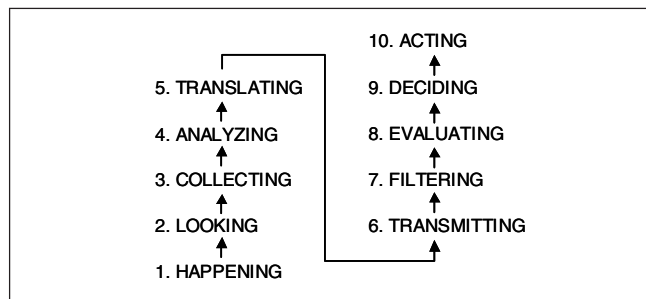 10. ACTING
5. TRANSLATING
9. DECIDING
4. ANALYZING
8. EVALUATING
3. COLLECTING
7. FILTERING
2. LOOKING
6. TRANSMITTING
1. HAPPENING